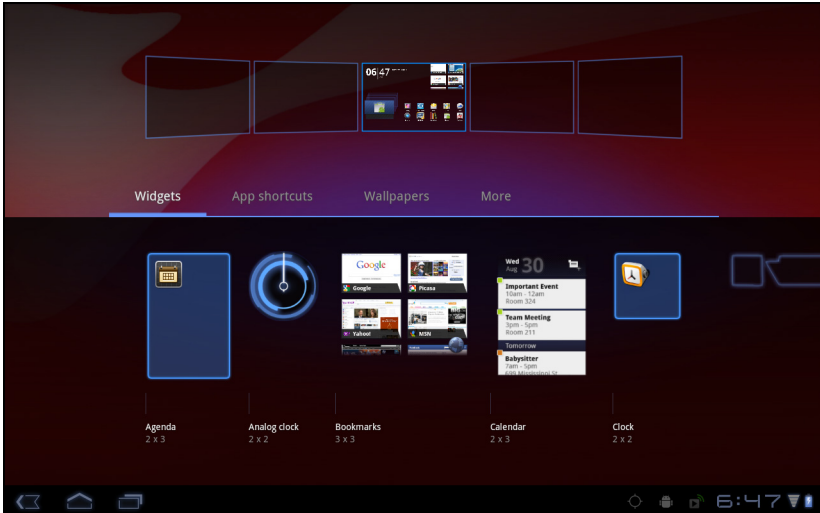 06 47
Widgets App shortcuts Wallpapers More
Google
Google
Picasa
Yahoo!
MSN
BIG
Wed
Aug 30
Important Event
10am - 12am
Room 324
Team Meeting
3pm - 5pm
Room 211
Tomorrow
Babysitter
7am - 5pm
Agenda
2 x 3
Analog clock
2 x 2
Bookmarks
3 x 3
Calendar
2 x 3
Clock
2 x 2
6:47